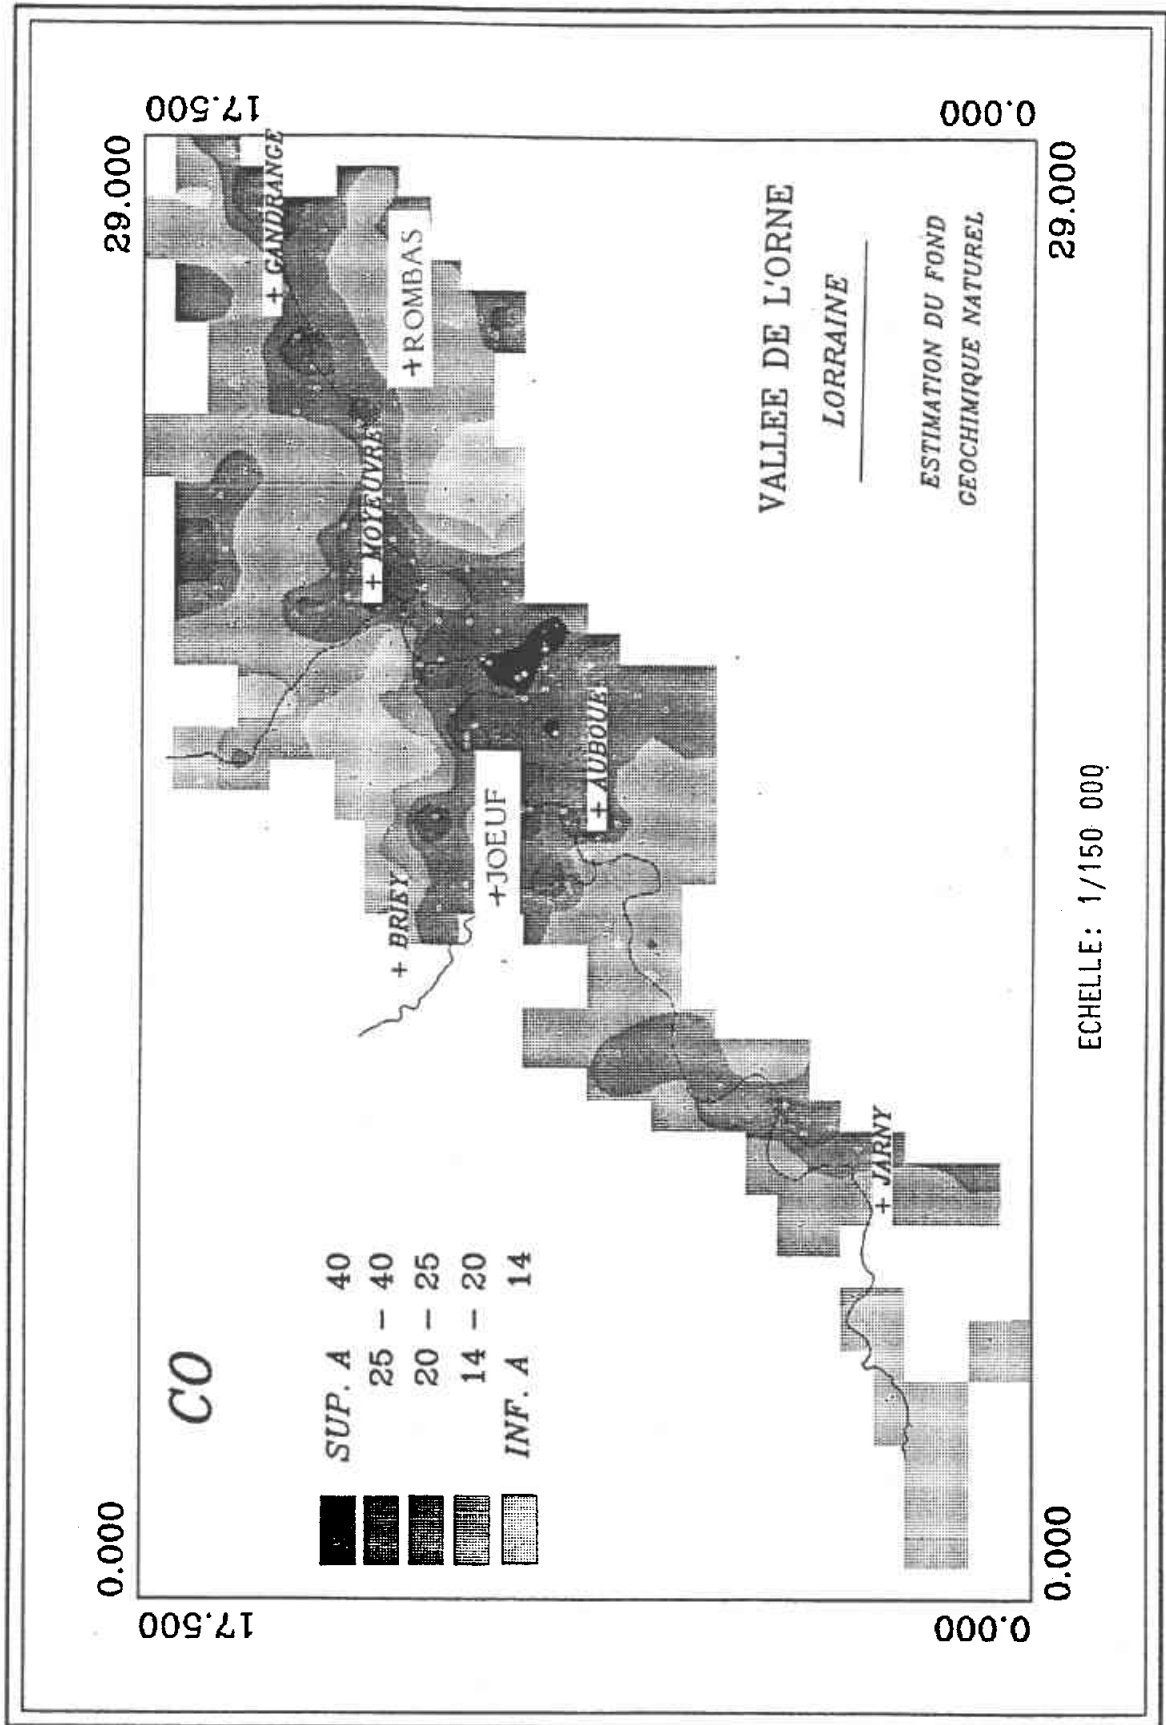 CO
SUP. A 40
25 - 40
20 - 25
14 - 20
INF. A 14
0.000
29.000
17.500
17.500
+ GANDRANGE
+ROMBAS
+ MOYEUVRE
+ BRIEY
+JOEUF
+ AUBOUE
+ JARNY
VALLEE DE L'ORNE
LORRAINE
ESTIMATION DU FOND
GEOCHIMIQUE NATUREL
0.000
0.000
0.000
29.000
ECHELLE: 1/150 000